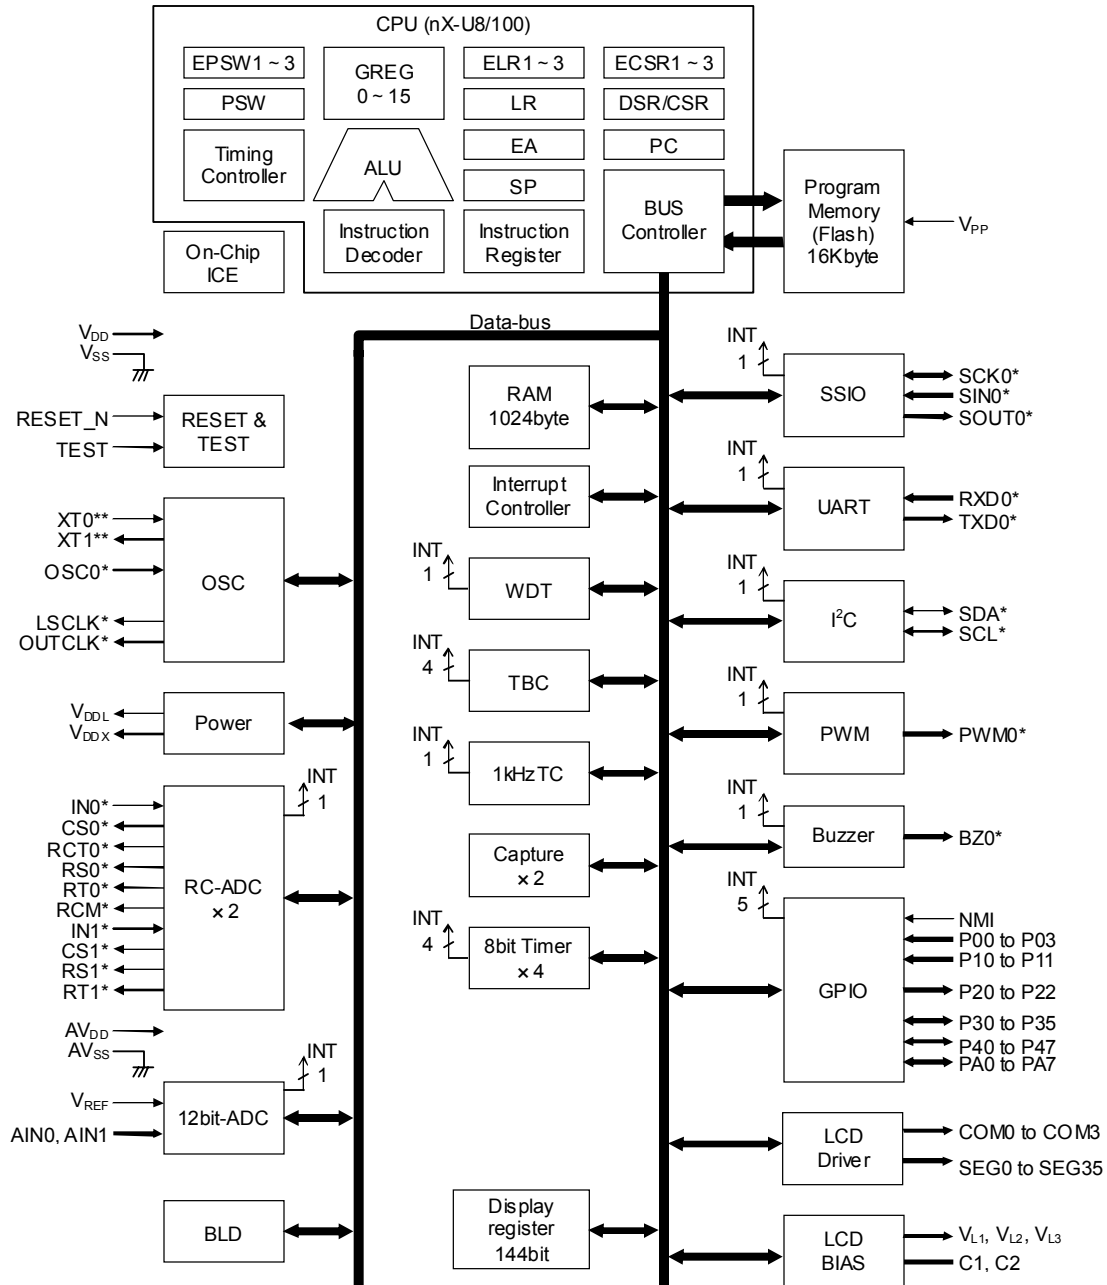 CPU (nX-U8/100)
EPSW1 ~ 3
PSW
Timing
Controller
GREG
0 ~ 15
ALU
Instruction
Decoder
ELR1 ~ 3
LR
EA
SP
Instruction
Register
ECSR1 ~ 3
DSR/CSR
PC
BUS
Controller
Program
Memory
(Flash)
16Kbyte
VPP
On-Chip
ICE
Data-bus
VDD
VSS
RESET_N
TEST
RESET &
TEST
XT0**
XT1**
OSC0*
LSCLK*
OUTCLK*
OSC
VDDL
VDDX
Power
IN0*
CS0*
RCT0*
RS0*
RT0*
RCM*
IN1*
CS1*
RS1*
RT1*
RC-ADC
× 2
INT
1
AVDD
AVSS
VREF
AIN0, AIN1
12bit-ADC
INT
1
BLD
RAM
1024byte
Interrupt
Controller
INT
1
WDT
INT
4
TBC
INT
1
1kHzTC
Capture
× 2
INT
4
8bit Timer
× 4
Display
register
144bit
INT
1
SSIO
SCK0*
SIN0*
SOUT0*
INT
1
UART
RXD0*
TXD0*
INT
1
I²C
SDA*
SCL*
INT
1
PWM
PWM0*
INT
1
Buzzer
BZ0*
INT
5
GPIO
NMI
P00 to P03
P10 to P11
P20 to P22
P30 to P35
P40 to P47
PA0 to PA7
LCD
Driver
COM0 to COM3
SEG0 to SEG35
LCD
BIAS
VL1, VL2, VL3
C1, C2